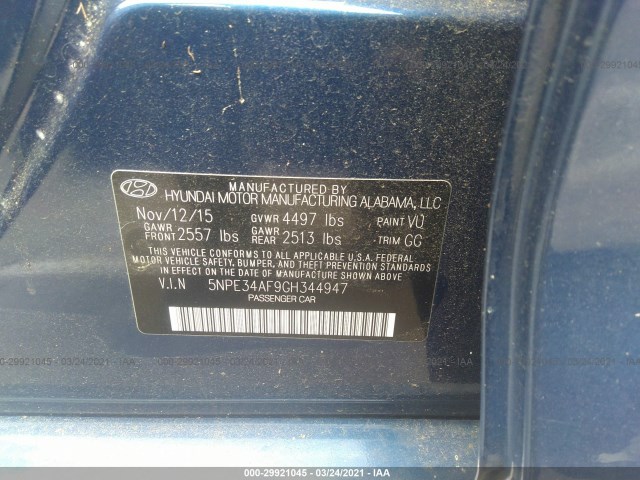 MANUFACTURED BY
HYUNDAI MOTOR MANUFACTURING ALABAMA, LLC
Nov/12/15 GVWR 4497 lbs PAINT VU
GAWR FRONT 2557 lbs GAWR REAR 2513 lbs TRIM GG
THIS VEHICLE CONFORMS TO ALL APPLICABLE U.S.A FEDERAL
MOTOR VEHICLE SAFETY, BUMPER, AND THEFT PREVENTION
STANDARDS IN EFFECT ON THE DATE OF MANUFACTURE SHOWN ABOVE.
V.I.N 5NPE34AF9GH344947
PASSENGER CAR
000-29921045 — 03/24/2021 — IAA